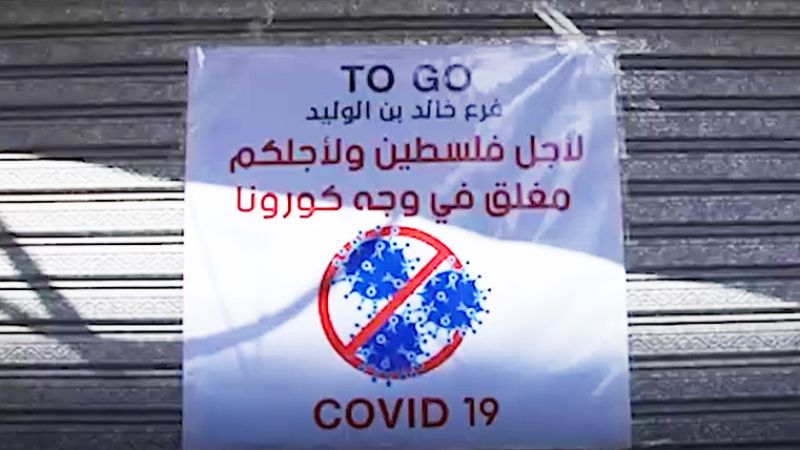 TO GO
فرع خالد بن الوليد
لأجل فلسطين ولأجلكم
مغلق في وجه كورونا
COVID 19